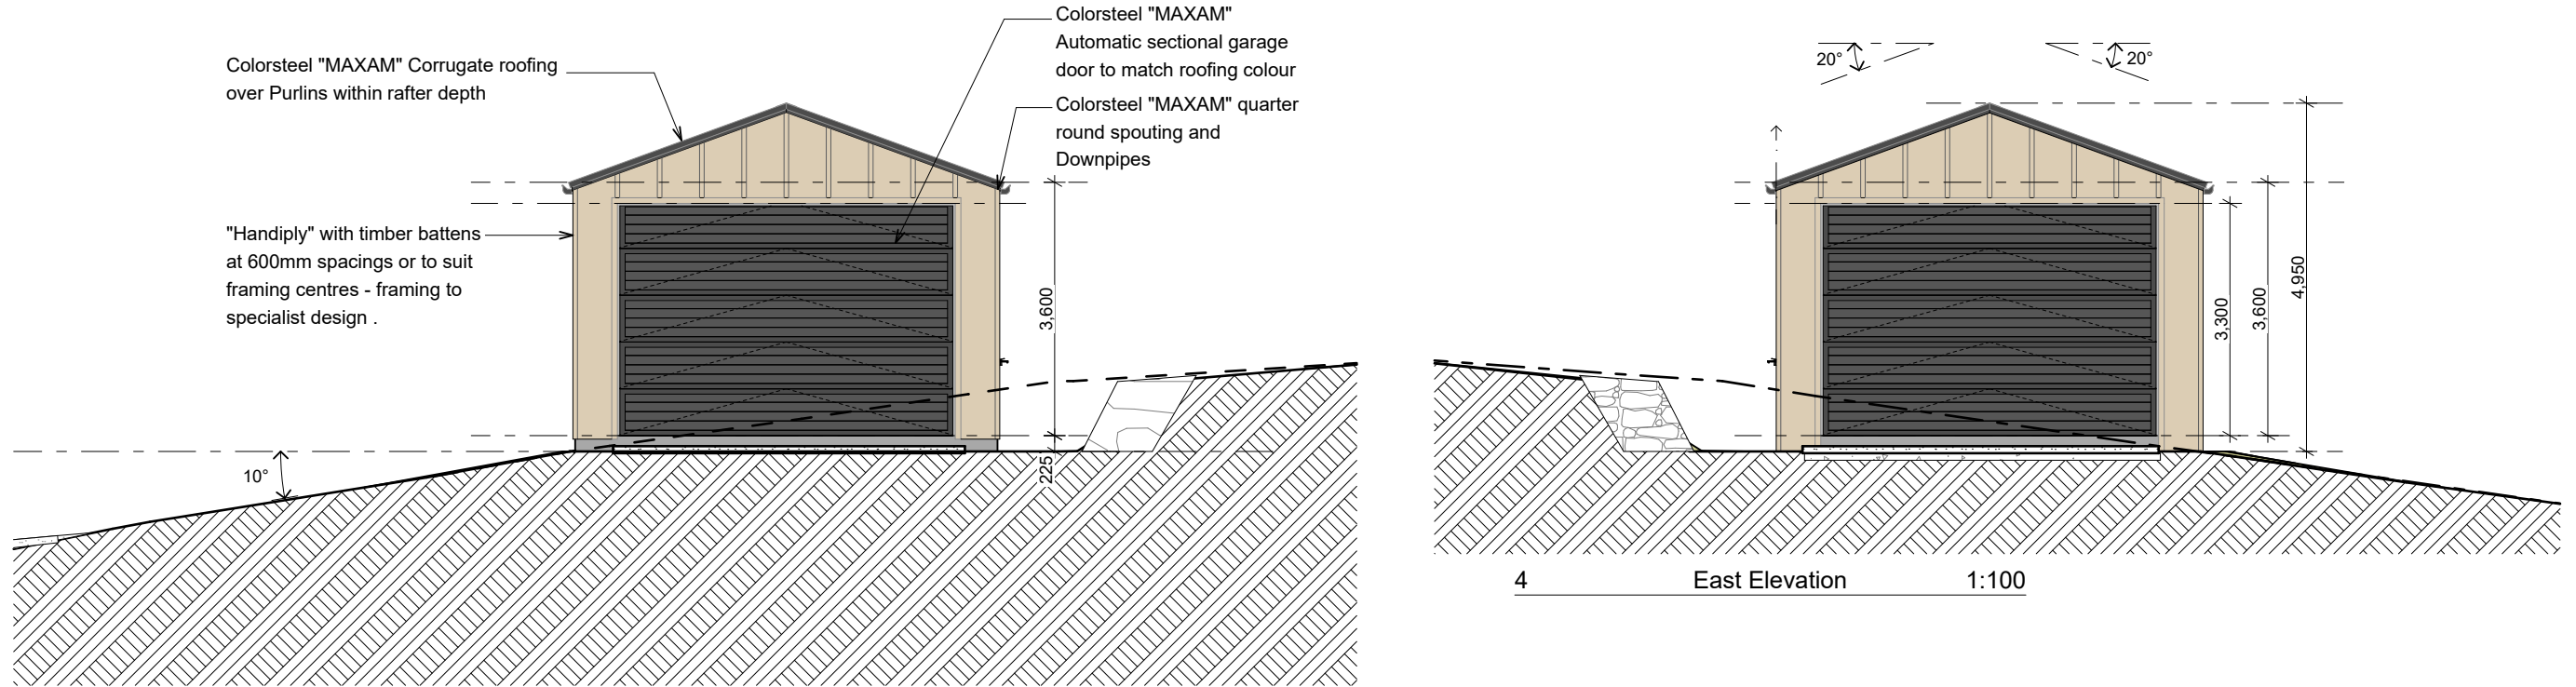 Colorsteel "MAXAM" Corrugate roofing
over Purlins within rafter depth
"Handiply" with timber battens
at 600mm spacings or to suit
framing centres - framing to
specialist design .
Colorsteel "MAXAM"
Automatic sectional garage
door to match roofing colour
Colorsteel "MAXAM" quarter
round spouting and
Downpipes
3,600
225
10°
20°
20°
3,300
3,600
4,950
4 East Elevation 1:100